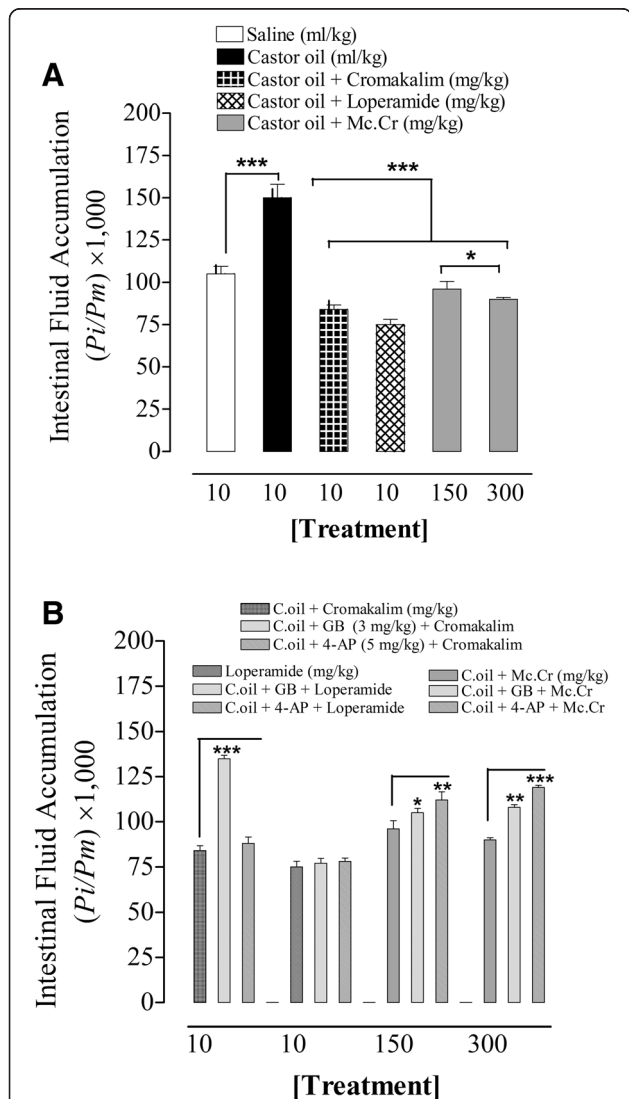 A
Saline (ml/kg)
Castor oil (ml/kg)
Castor oil + Cromakalim (mg/kg)
Castor oil + Loperamide (mg/kg)
Castor oil + Mc.Cr (mg/kg)
Intestinal Fluid Accumulation
(Pi/Pm) ×1,000
200
175
150
125
100
75
50
25
0
***
***
*
10 10 10 10 150 300
[Treatment]
B
C.oil + Cromakalim (mg/kg)
C.oil + GB (3 mg/kg) + Cromakalim
C.oil + 4-AP (5 mg/kg) + Cromakalim
Loperamide (mg/kg)
C.oil + GB + Loperamide
C.oil + 4-AP + Loperamide
C.oil + Mc.Cr (mg/kg)
C.oil + GB + Mc.Cr
C.oil + 4-AP + Mc.Cr
Intestinal Fluid Accumulation
(Pi/Pm) ×1,000
200
175
150
125
100
75
50
25
0
***
* **
** ***
10 10 150 300
[Treatment]